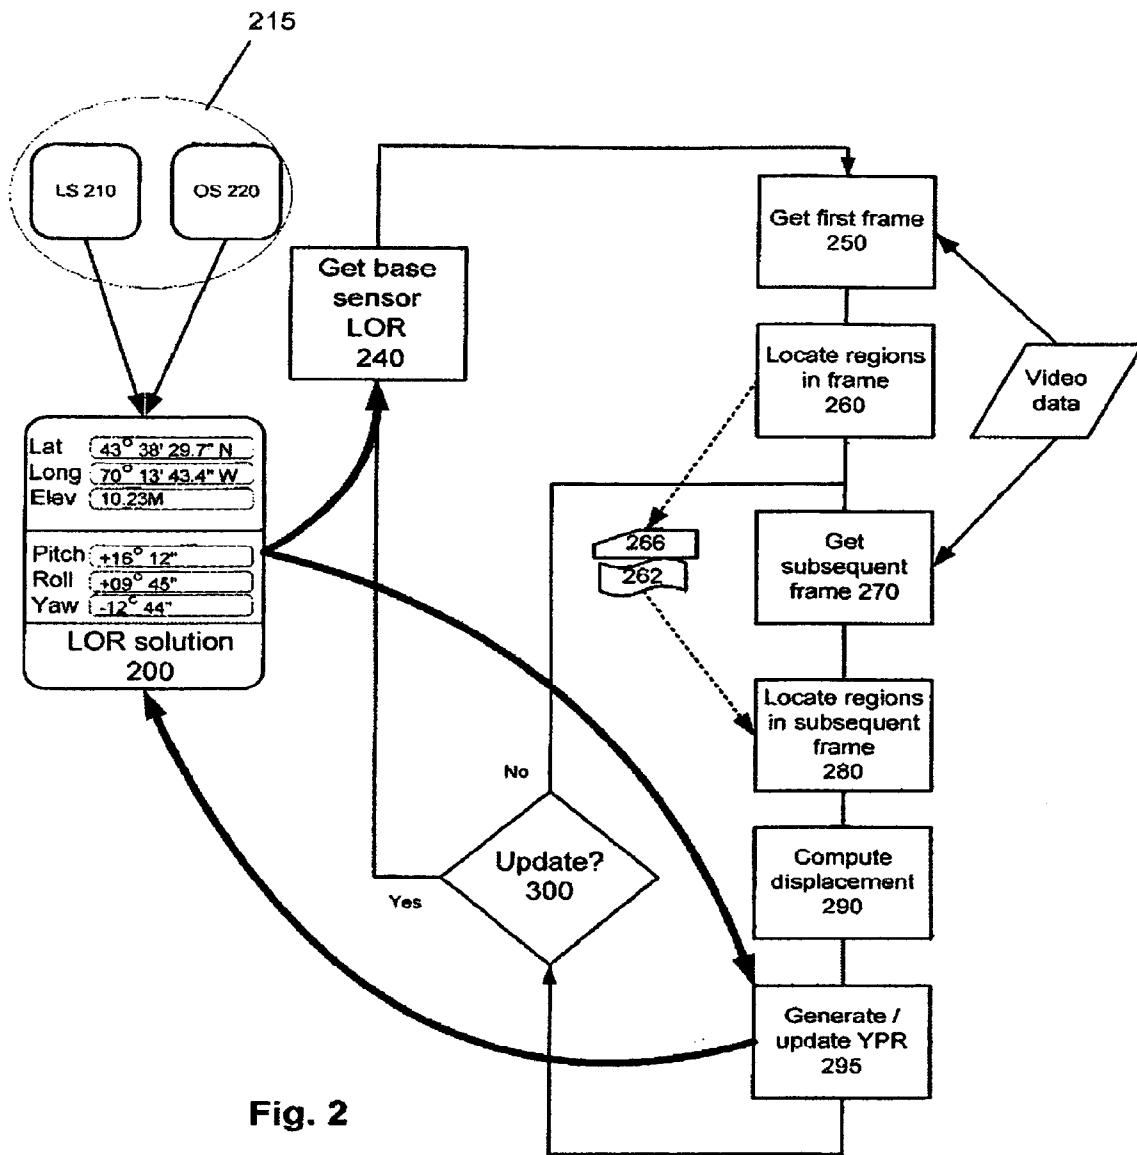 215
LS 210
OS 220
Get base
sensor
LOR
240
Get first frame
250
Locate regions
in frame
260
Video
data
Lat 43° 38' 29.7" N
Long 70° 13' 43.4" W
Elev 10.23M
Pitch +16° 12"
Roll +09° 45"
Yaw -12° 44"
LOR solution
200
266
262
Get
subsequent
frame 270
Locate regions
in subsequent
frame
280
No
Update?
300
Yes
Compute
displacement
290
Generate /
update YPR
295
Fig. 2